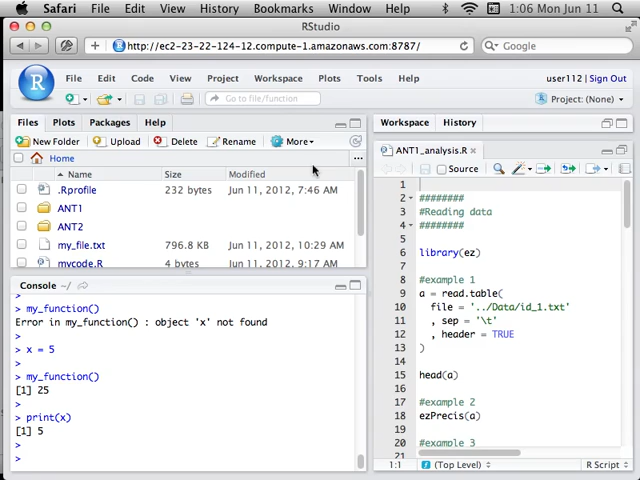 Safari File Edit View History Bookmarks Window Help 1:06 Mon Jun 11
RStudio
http://ec2-23-22-124-12.compute-1.amazonaws.com:8787/ Google
R File Edit Code View Project Workspace Plots Tools Help user112 | Sign Out
Go to file/function Project: (None)
Files Plots Packages Help
New Folder Upload Delete Rename More
Home
Name Size Modified
.Rprofile 232 bytes Jun 11, 2012, 7:46 AM
ANT1
ANT2
my_file.txt 796.8 KB Jun 11, 2012, 10:29 AM
mycode.R 4 bytes Jun 11, 2012, 9:17 AM
Console ~/
>
> my_function()
Error in my_function() : object 'x' not found
>
> x = 5
>
> my_function()
[1] 25
>
> print(x)
[1] 5
>
>
Workspace History
ANT1_analysis.R
Source
1
2 ########
3 #Reading data
4 ########
5
6 library(ez)
7
8 #example 1
9 a = read.table(
10 file = '../Data/id_1.txt'
11 , sep = '\t'
12 , header = TRUE
13 )
14
15 head(a)
16
17 #example 2
18 ezPrecis(a)
19
20 #example 3
21
1:1 (Top Level) R Script